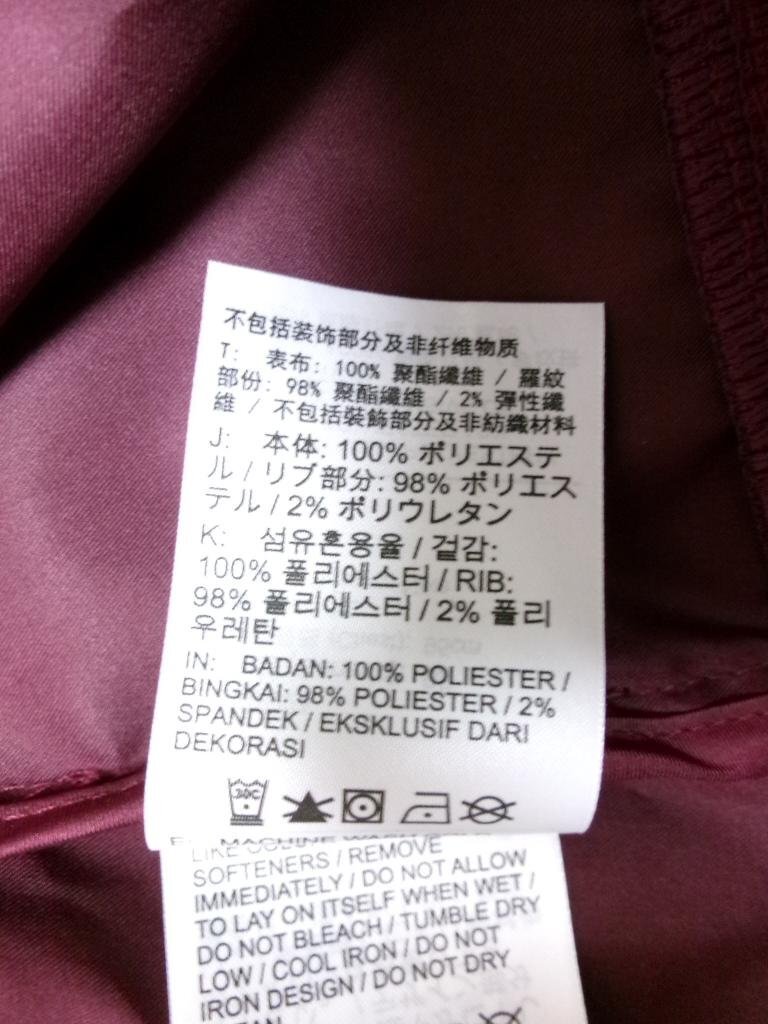 不包括装饰部分及非纤维物质
T: 表布: 100% 聚酯纖維 / 羅紋
部份: 98% 聚酯纖維 / 2% 彈性纖
維 / 不包括裝飾部分及非紡織材料
J: 本体: 100% ポリエステ
ル / リブ部分: 98% ポリエス
テル / 2% ポリウレタン
K: 섬유혼용율 / 겉감:
100% 폴리에스터 / RIB:
98% 폴리에스터 / 2% 폴리
우레탄
IN: BADAN: 100% POLIESTER /
BINGKAI: 98% POLIESTER / 2%
SPANDEK / EKSKLUSIF DARI
DEKORASI
30C
MACHINE WASH
LIKE COLORS
SOFTENERS / REMOVE
IMMEDIATELY / DO NOT ALLOW
TO LAY ON ITSELF WHEN WET /
DO NOT BLEACH / TUMBLE DRY
LOW / COOL IRON / DO NOT
IRON DESIGN / DO NOT DRY